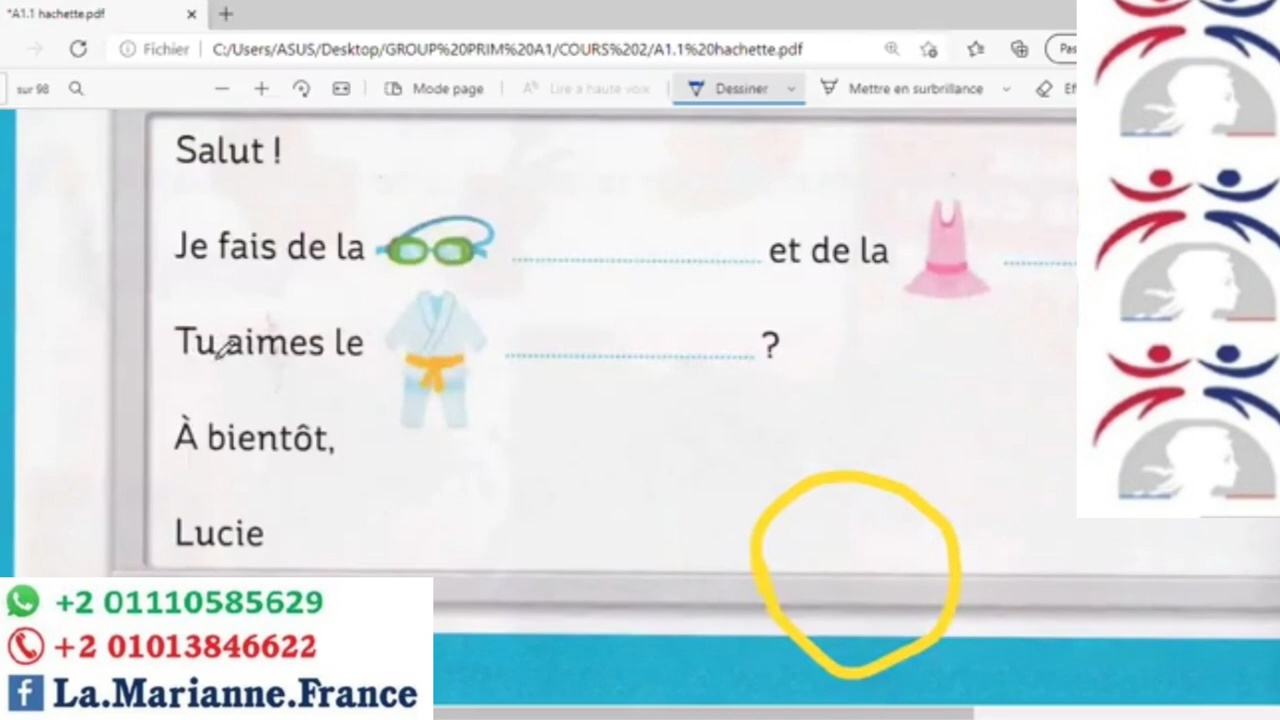 *A1.1 hachette.pdf
Fichier
C:/Users/ASUS/Desktop/GROUP%20PRIM%20A1/COURS%202/A1.1%20hachette.pdf
sur 98
Mode page
Lire à haute voix
Dessiner
Mettre en surbrillance
Salut !
Je fais de la .......... et de la ..........
Tu aimes le .......... ?
À bientôt,
Lucie
+2 01110585629
+2 01013846622
La.Marianne.France